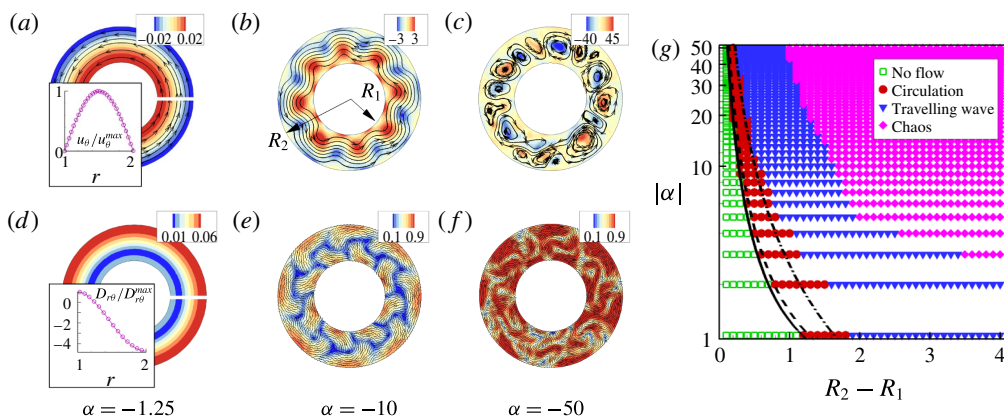 (a)
−0.02 0.02
1
0
u_θ/u_θ^max
1 2
r
(b)
−3 3
R_1
R_2
(c)
−40 45
(d)
0.01 0.06
0
−2
−4
D_rθ/D_rθ^max
1 2
r
(e)
0.1 0.9
(f)
0.1 0.9
α = −1.25
α = −10
α = −50
(g)
50
40
30
20
10
1
|α|
No flow
Circulation
Travelling wave
Chaos
0 1 2 3 4
R_2 − R_1